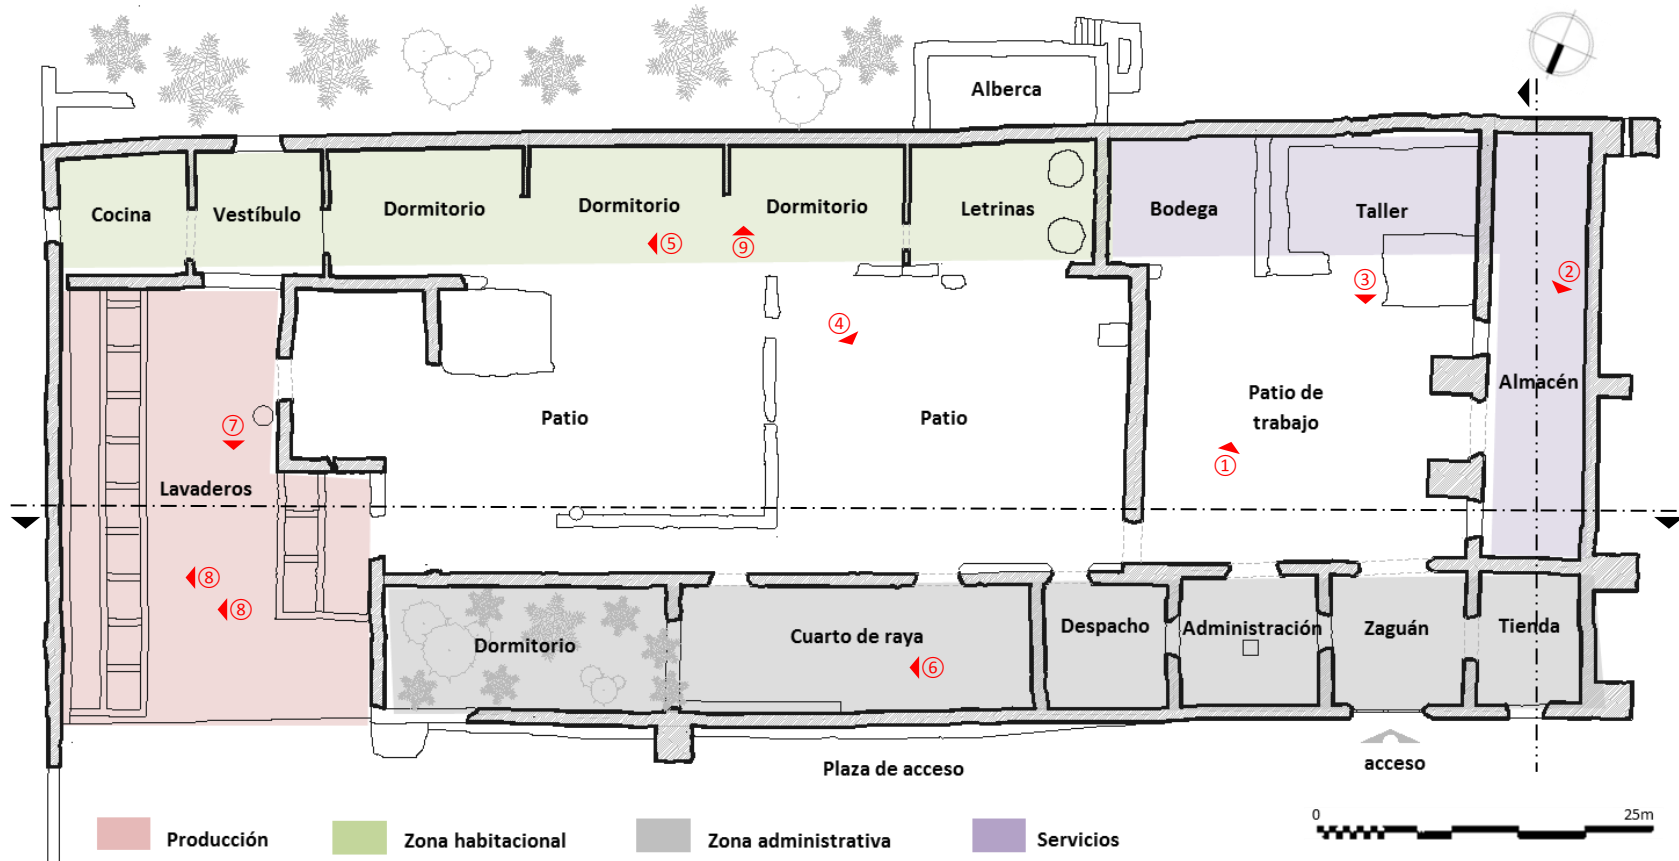 Alberca
Cocina
Vestíbulo
Dormitorio
Dormitorio
Dormitorio
Letrinas
Bodega
Taller
⑤
⑨
②
③
④
Almacén
Patio
Patio
Patio de
trabajo
⑦
①
Lavaderos
⑧
⑧
Dormitorio
Cuarto de raya
Despacho
Administración
Zaguán
Tienda
⑥
Plaza de acceso
acceso
Producción
Zona habitacional
Zona administrativa
Servicios
0
25m